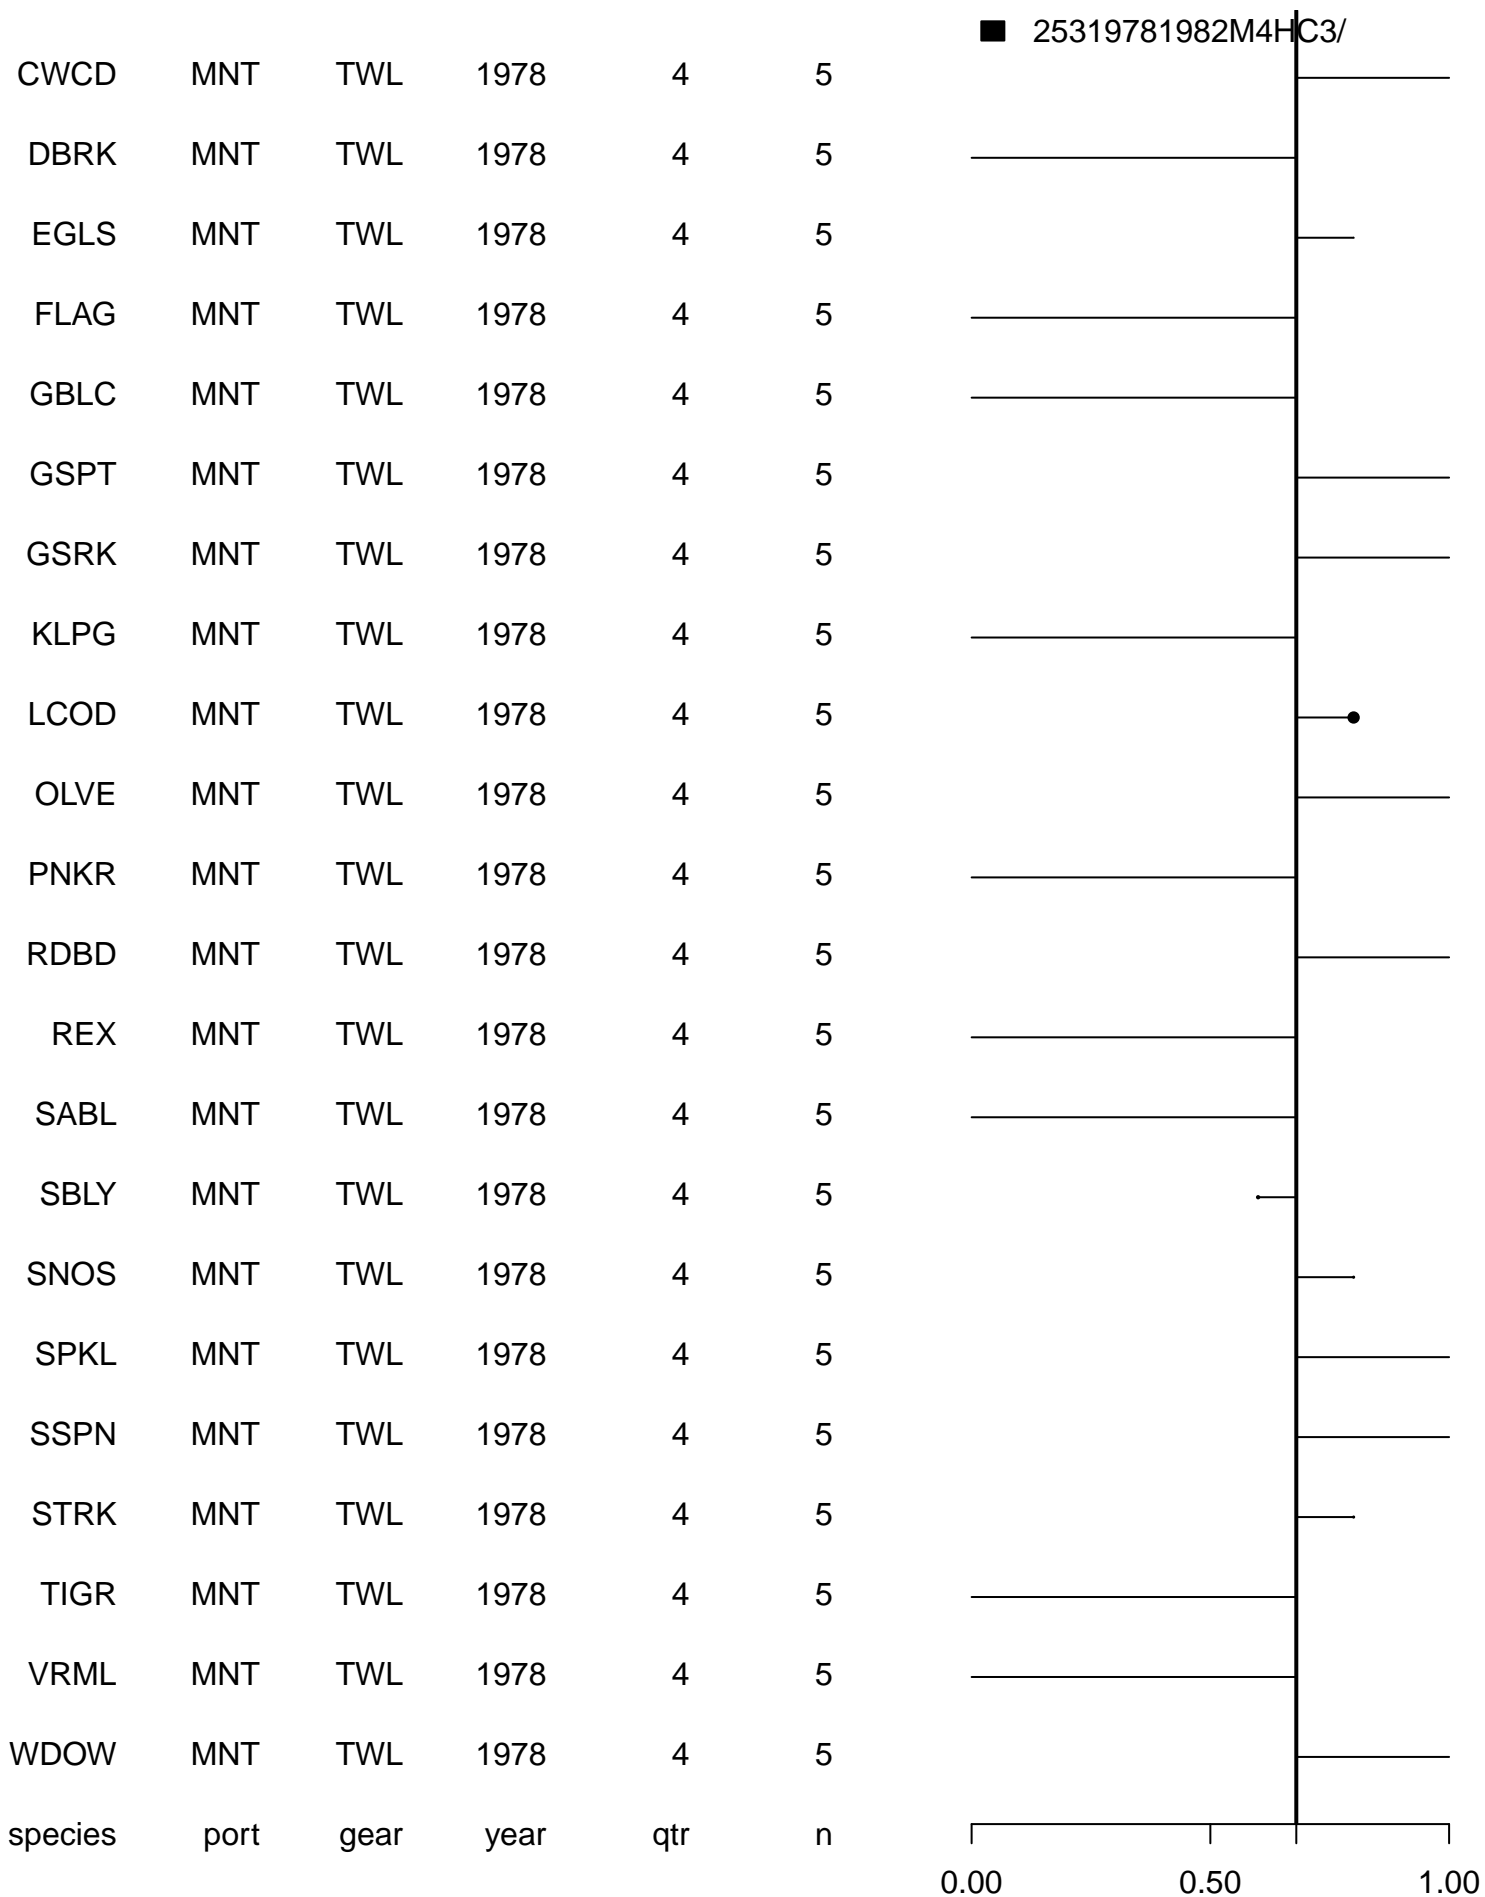 25319781982M4HC3/
CWCD MNT TWL 1978 4 5
DBRK MNT TWL 1978 4 5
EGLS MNT TWL 1978 4 5
FLAG MNT TWL 1978 4 5
GBLC MNT TWL 1978 4 5
GSPT MNT TWL 1978 4 5
GSRK MNT TWL 1978 4 5
KLPG MNT TWL 1978 4 5
LCOD MNT TWL 1978 4 5
OLVE MNT TWL 1978 4 5
PNKR MNT TWL 1978 4 5
RDBD MNT TWL 1978 4 5
REX MNT TWL 1978 4 5
SABL MNT TWL 1978 4 5
SBLY MNT TWL 1978 4 5
SNOS MNT TWL 1978 4 5
SPKL MNT TWL 1978 4 5
SSPN MNT TWL 1978 4 5
STRK MNT TWL 1978 4 5
TIGR MNT TWL 1978 4 5
VRML MNT TWL 1978 4 5
WDOW MNT TWL 1978 4 5
species port gear year qtr n
0.00 0.50 1.00